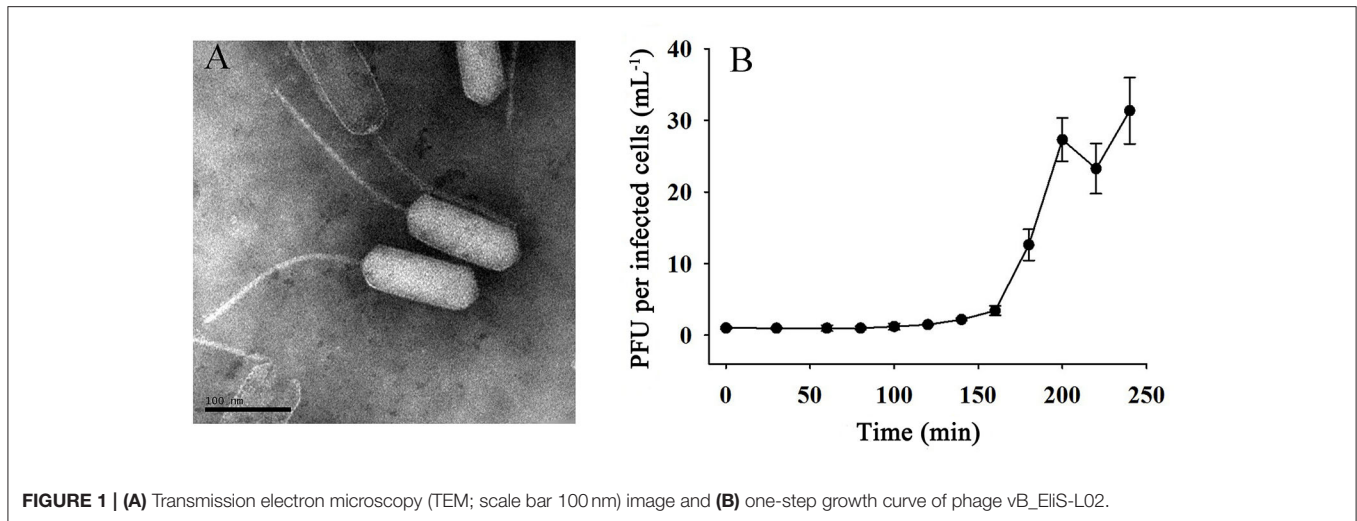 A
100 nm
B
PFU per infected cells (mL⁻¹)
40
30
20
10
0
0 50 100 150 200 250
Time (min)
FIGURE 1 | (A) Transmission electron microscopy (TEM; scale bar 100 nm) image and (B) one-step growth curve of phage vB_EliS-L02.